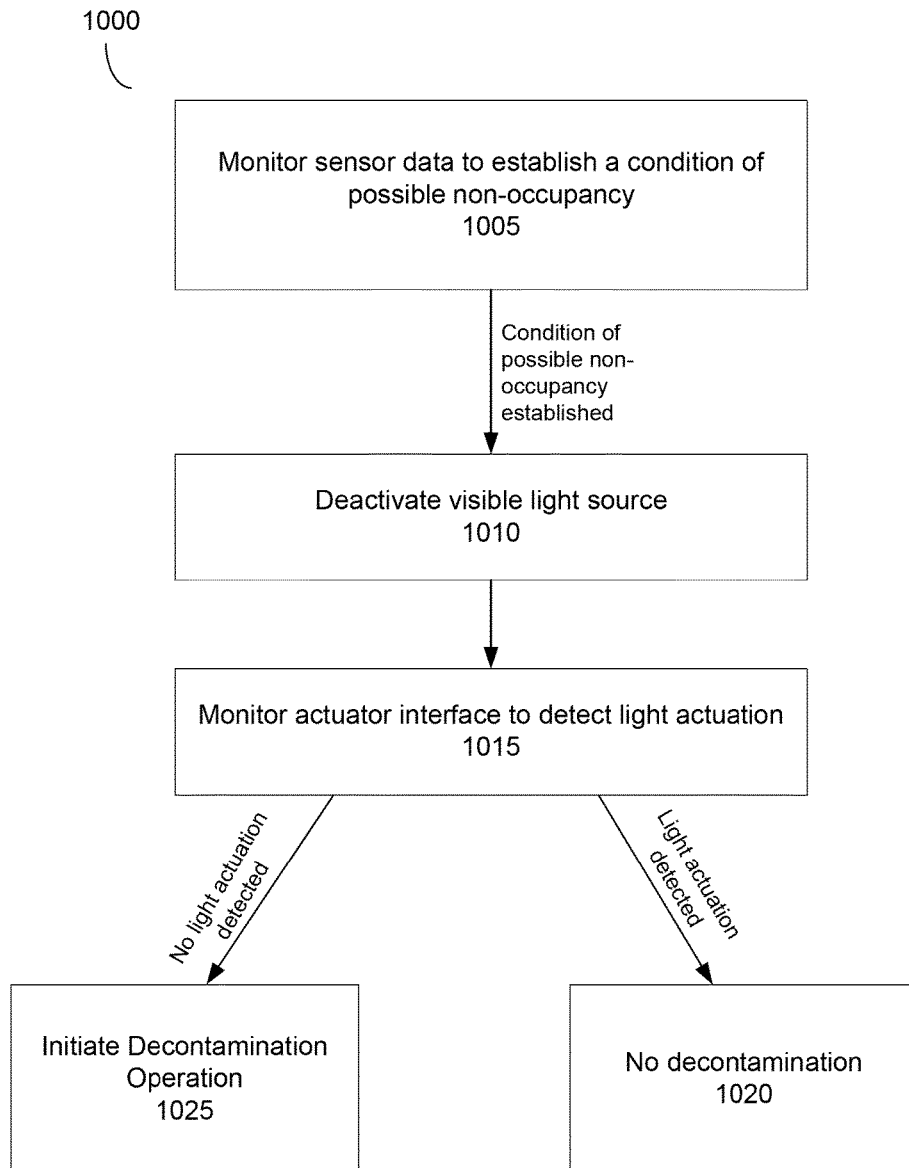 1000
Monitor sensor data to establish a condition of
possible non-occupancy
1005
Condition of
possible non-
occupancy
established
Deactivate visible light source
1010
Monitor actuator interface to detect light actuation
1015
No light actuation
detected
Light actuation
detected
Initiate Decontamination
Operation
1025
No decontamination
1020